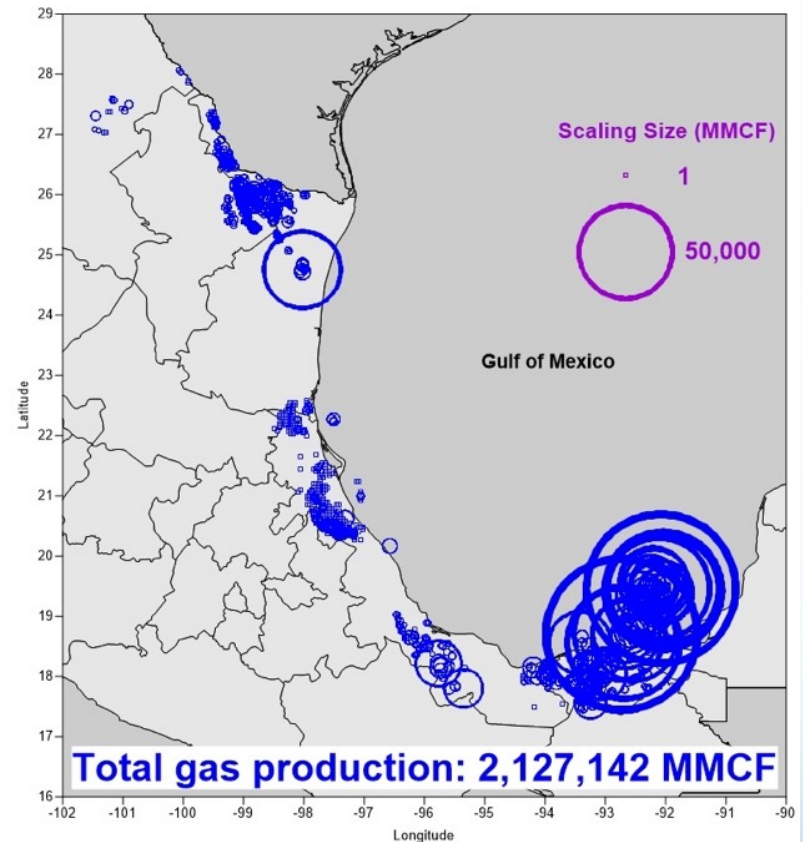 29
28
27
26
25
24
23
22
21
20
19
18
17
16
Latitude
Scaling Size (MMCF)
1
50,000
Gulf of Mexico
Total gas production: 2,127,142 MMCF
-102 -101 -100 -99 -98 -97 -96 -95 -94 -93 -92 -91 -90
Longitude